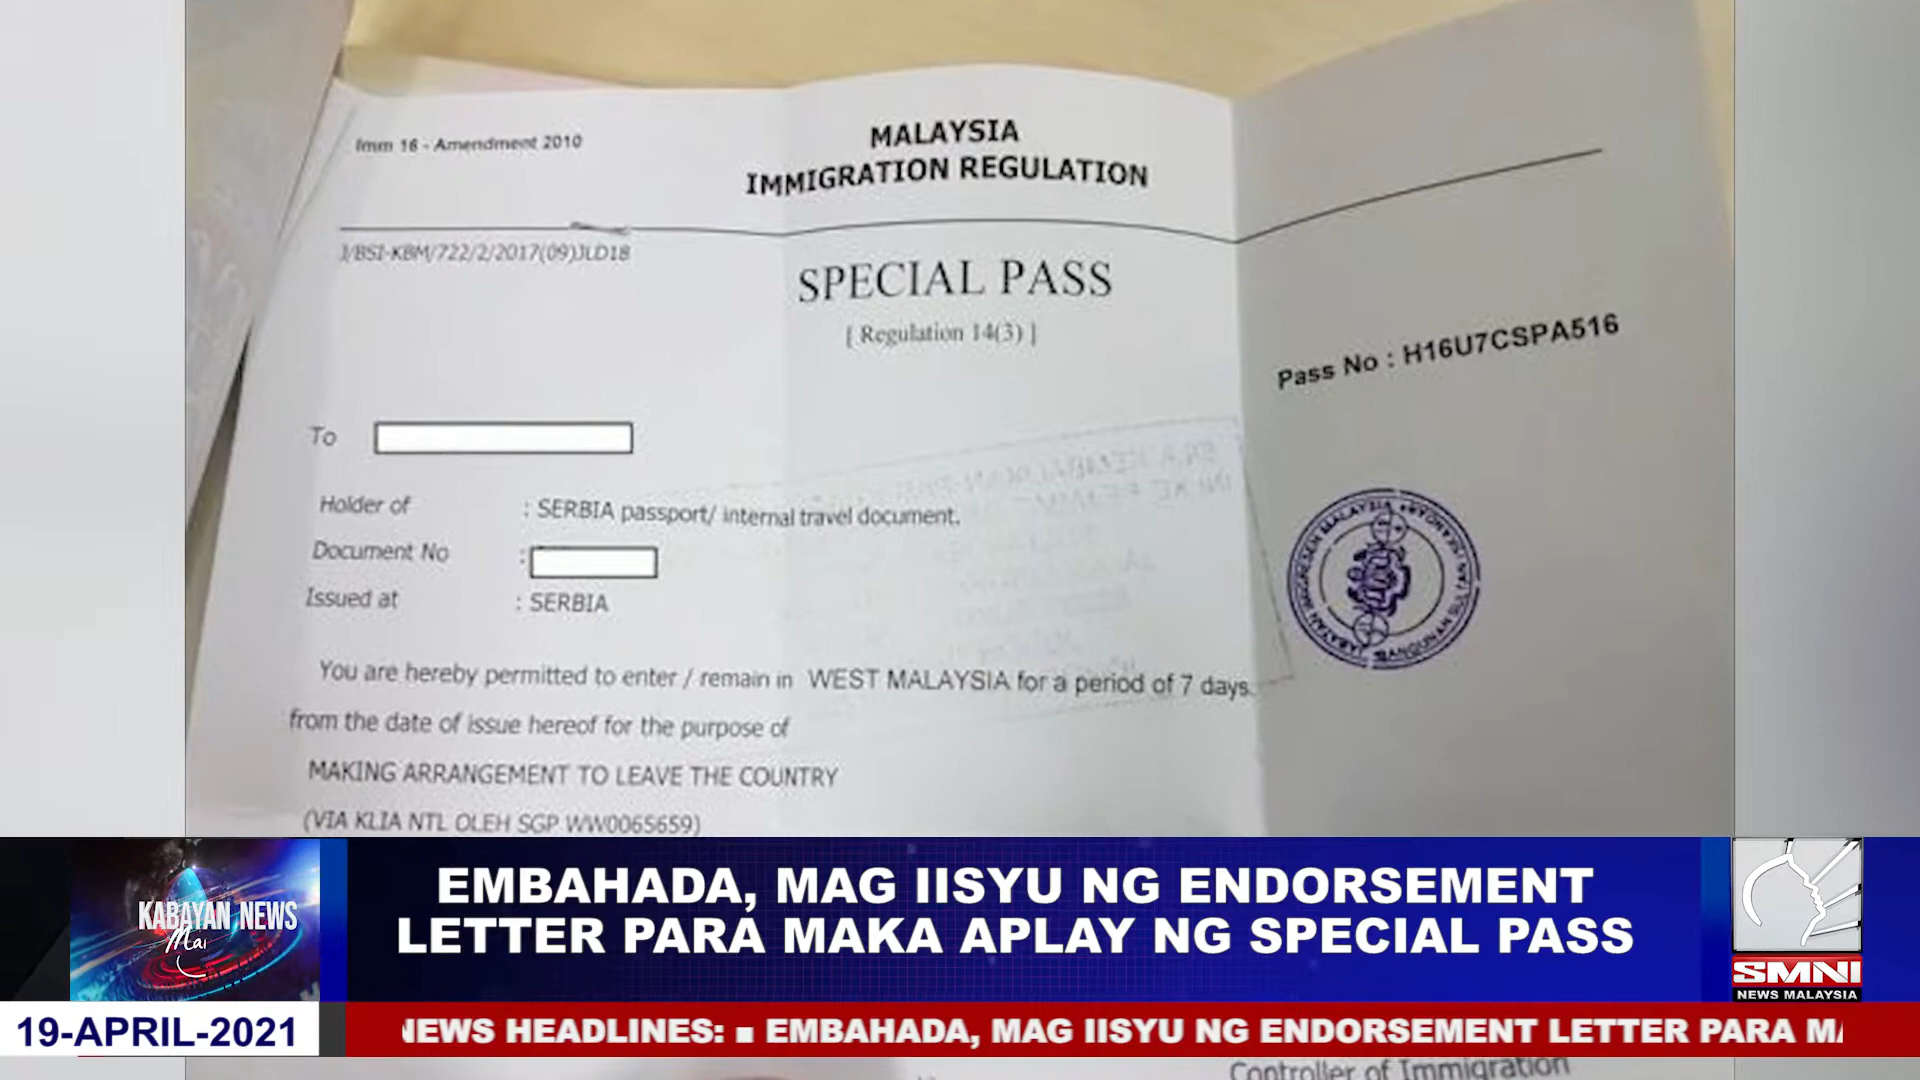 Imm 16 - Amendment 2010
MALAYSIA
IMMIGRATION REGULATION
J/BSI-KBM/722/2/2017(09)JLD18
SPECIAL PASS
[ Regulation 14(3) ]
Pass No : H16U7CSPA516
To
Holder of : SERBIA passport/ internal travel document.
Document No :
Issued at : SERBIA
You are hereby permitted to enter / remain in WEST MALAYSIA for a period of 7 days.
from the date of issue hereof for the purpose of
MAKING ARRANGEMENT TO LEAVE THE COUNTRY
(VIA KLIA NTL OLEH SGP WW0065659)
KABAYAN NEWS
Mal
EMBAHADA, MAG IISYU NG ENDORSEMENT
LETTER PARA MAKA APLAY NG SPECIAL PASS
SMNI
NEWS MALAYSIA
19-APRIL-2021
NEWS HEADLINES: ■ EMBAHADA, MAG IISYU NG ENDORSEMENT LETTER PARA MA
Controller of Immigration